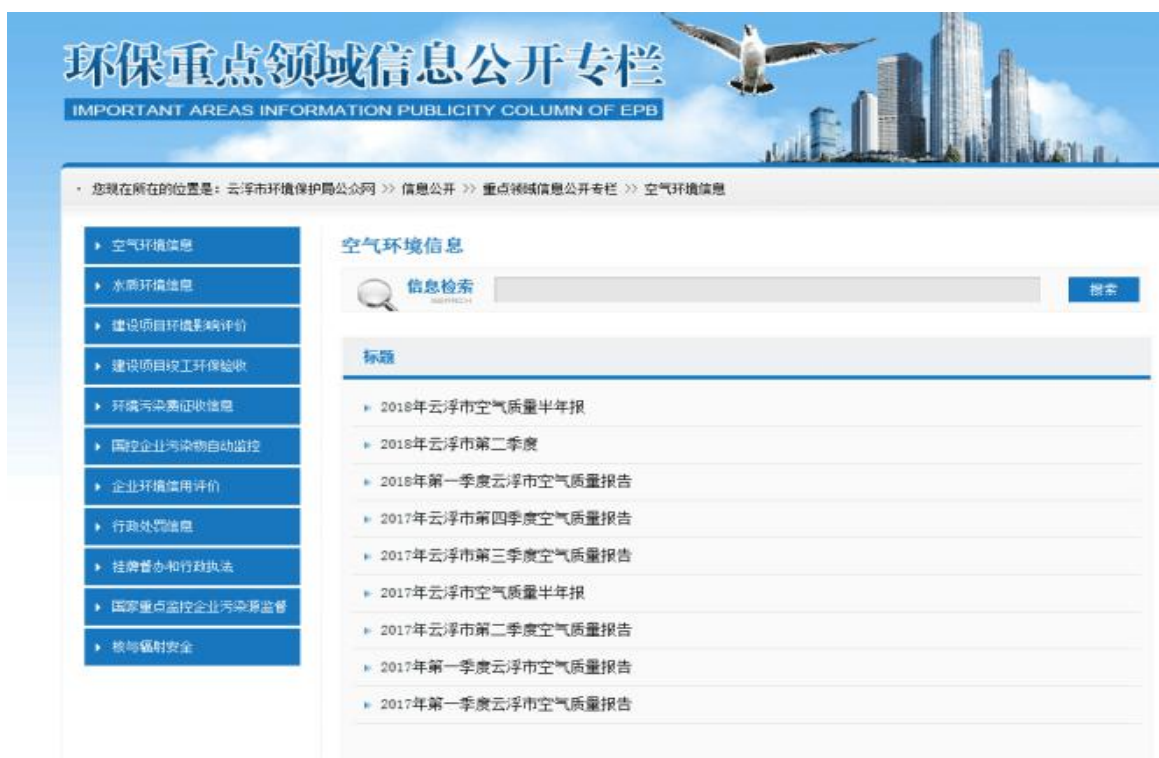 环保重点领域信息公开专栏
IMPORTANT AREAS INFORMATION PUBLICITY COLUMN OF EPB
· 您现在所在的位置是：云浮市环境保护局公众网 >> 信息公开 >> 重点领域信息公开专栏 >> 空气环境信息
空气环境信息
水质环境信息
建设项目环境影响评价
建设项目竣工环保验收
环境污染费征收信息
国控企业污染物自动监控
企业环境信用评价
行政处罚信息
挂牌督办和行政执法
国家重点监控企业污染源监督
核与辐射安全
空气环境信息
信息检索
SEARCH
搜索
标题
2018年云浮市空气质量半年报
2018年云浮市第二季度
2018年第一季度云浮市空气质量报告
2017年云浮市第四季度空气质量报告
2017年云浮市第三季度空气质量报告
2017年云浮市空气质量半年报
2017年云浮市第二季度空气质量报告
2017年第一季度云浮市空气质量报告
2017年第一季度云浮市空气质量报告